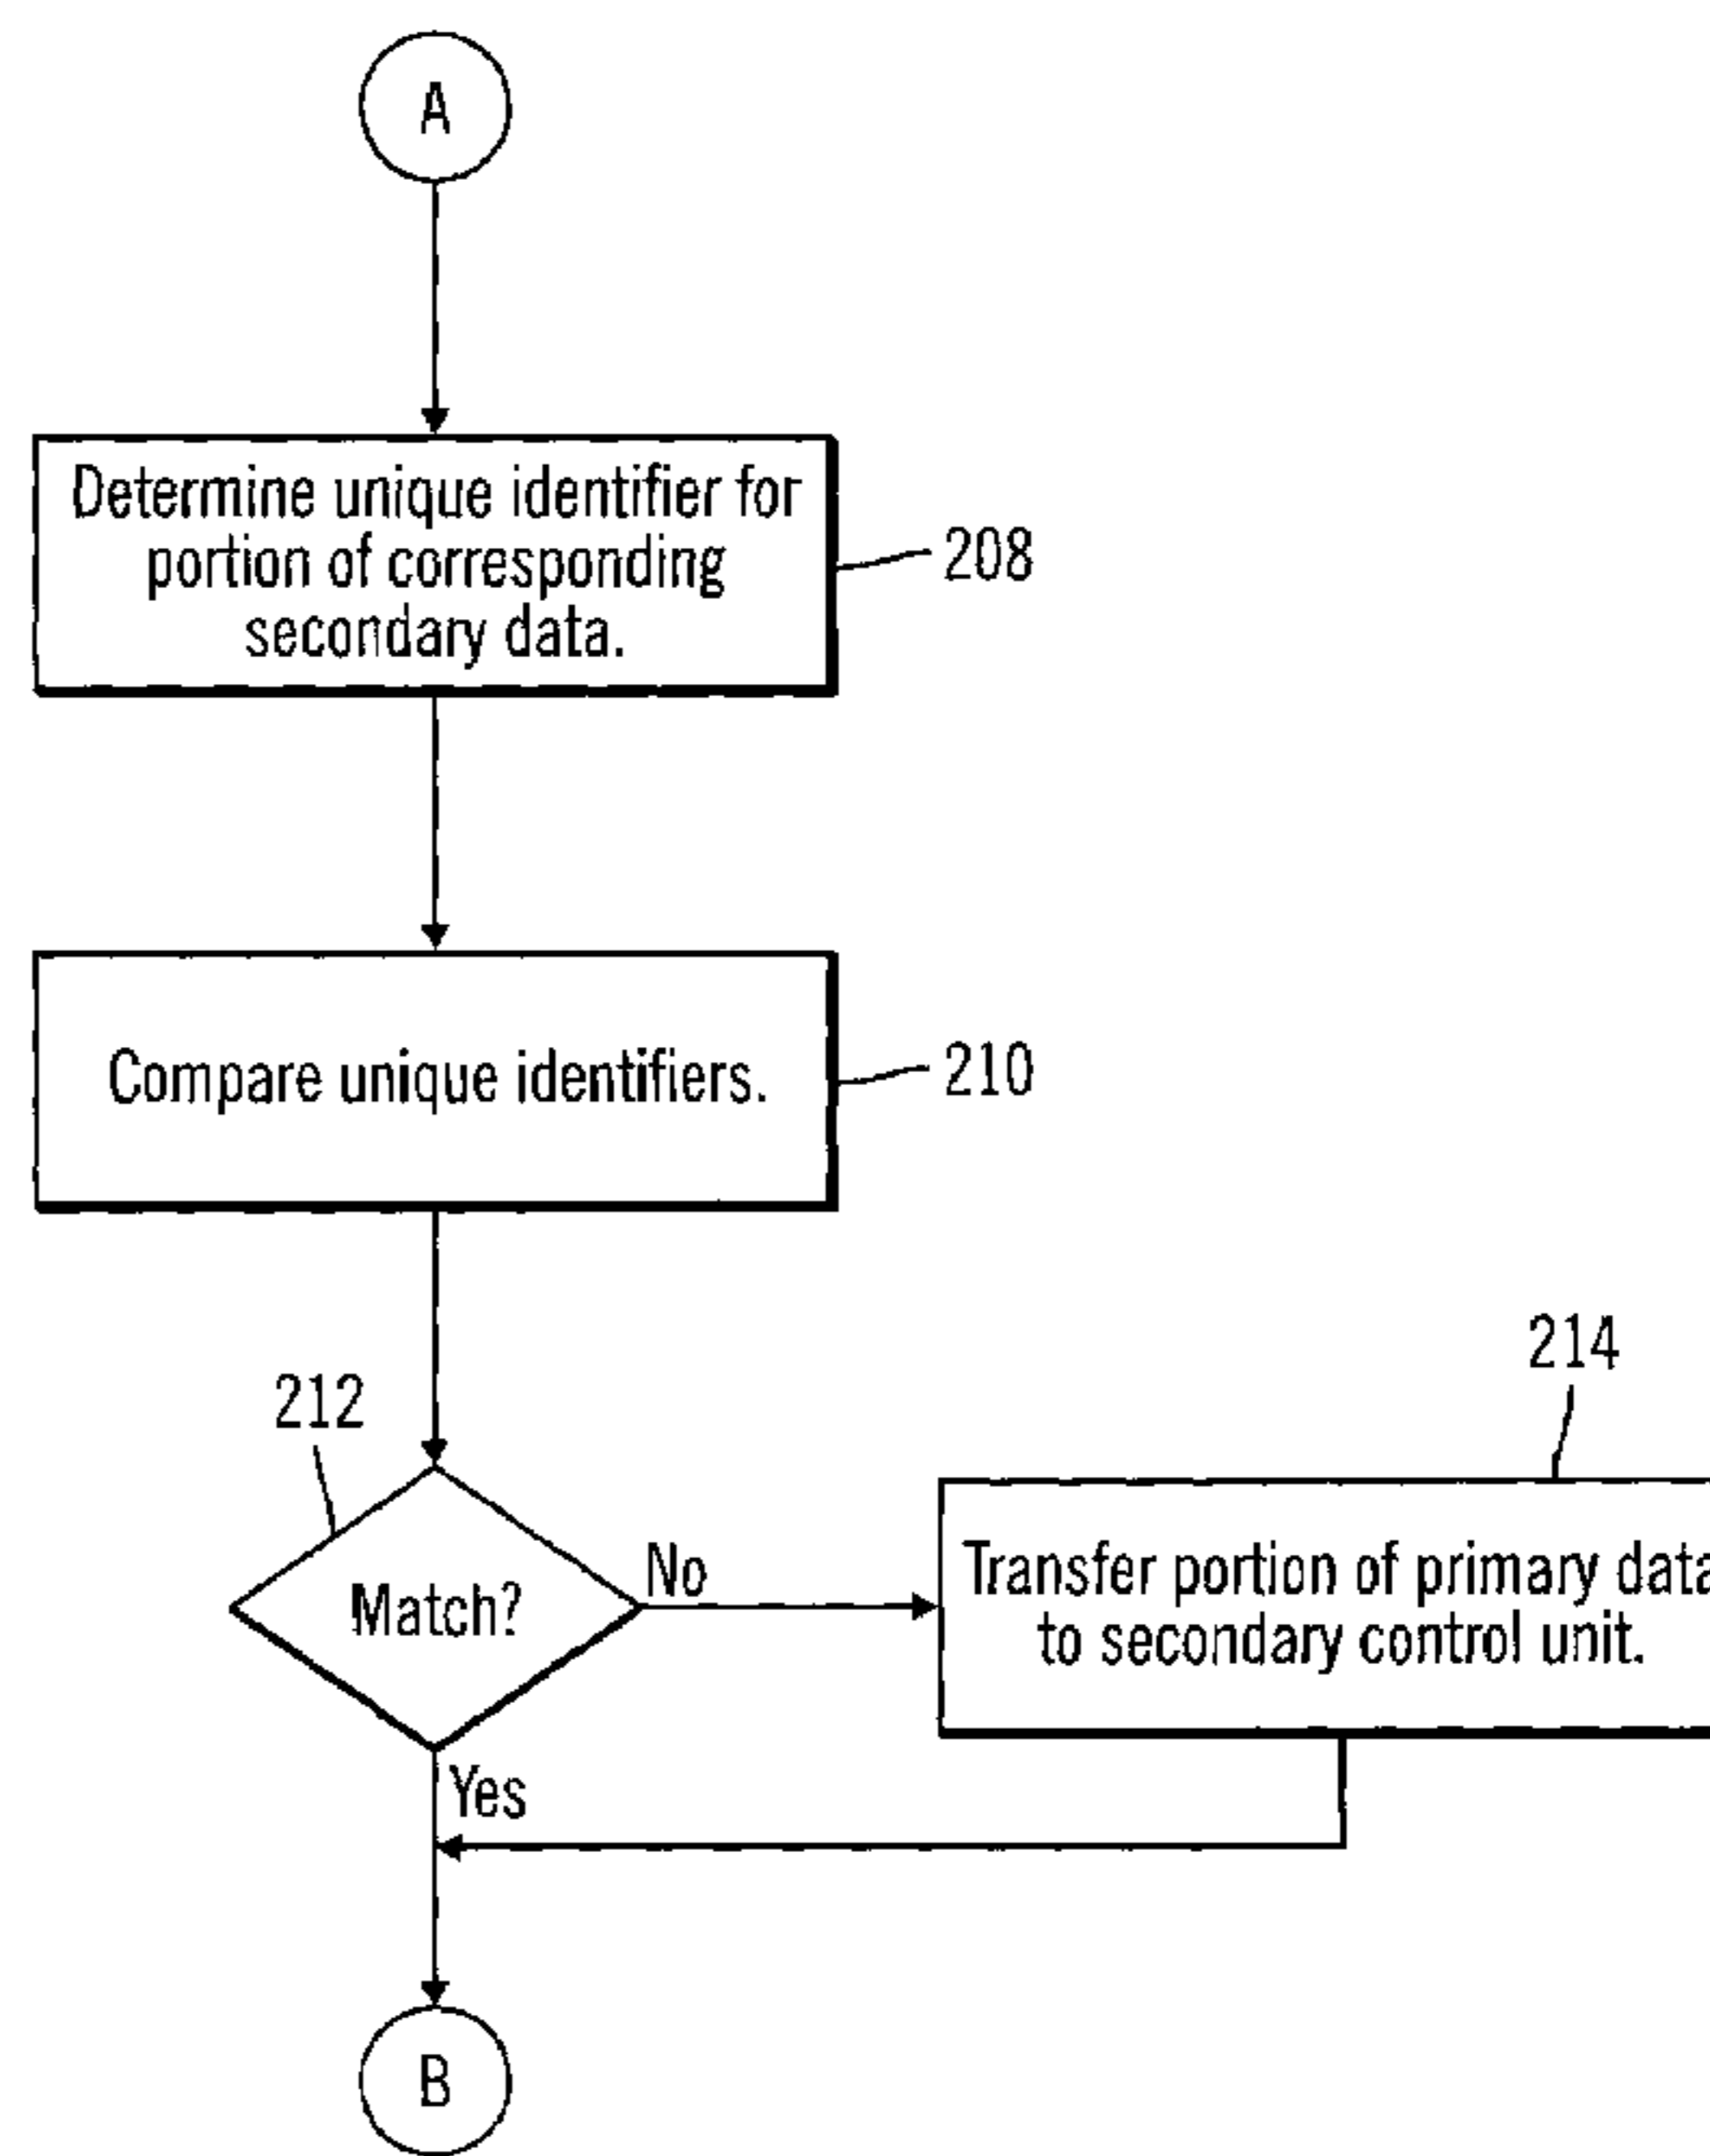 A
Determine unique identifier for
portion of corresponding
secondary data.
208
Compare unique identifiers.
210
212
Match?
No
214
Transfer portion of primary data
to secondary control unit.
Yes
B